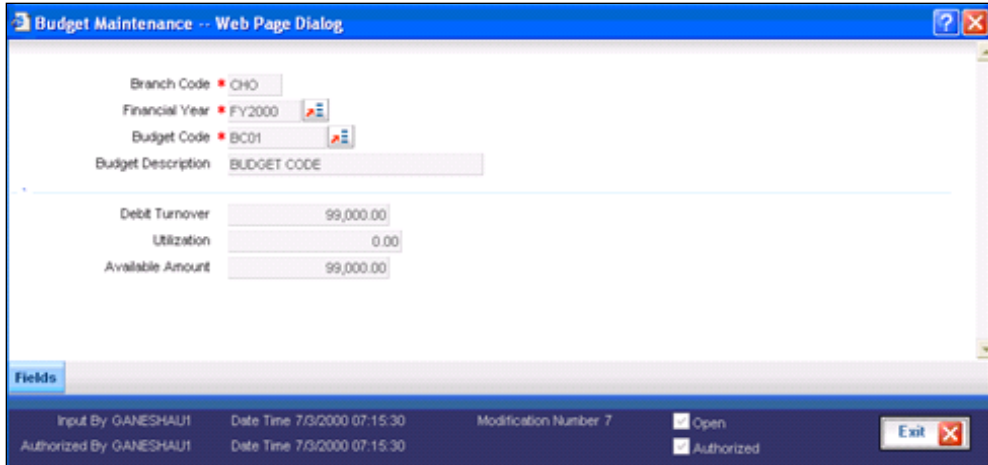 Budget Maintenance -- Web Page Dialog
Branch Code * CHO
Financial Year * FY2000
Budget Code * BC01
Budget Description BUDGET CODE
Debit Turnover 99,000.00
Utilization 0.00
Available Amount 99,000.00
Fields
Input By GANESHAU1 Date Time 7/3/2000 07:15:30 Modification Number 7 Open
Authorized By GANESHAU1 Date Time 7/3/2000 07:15:30 Authorized
Exit